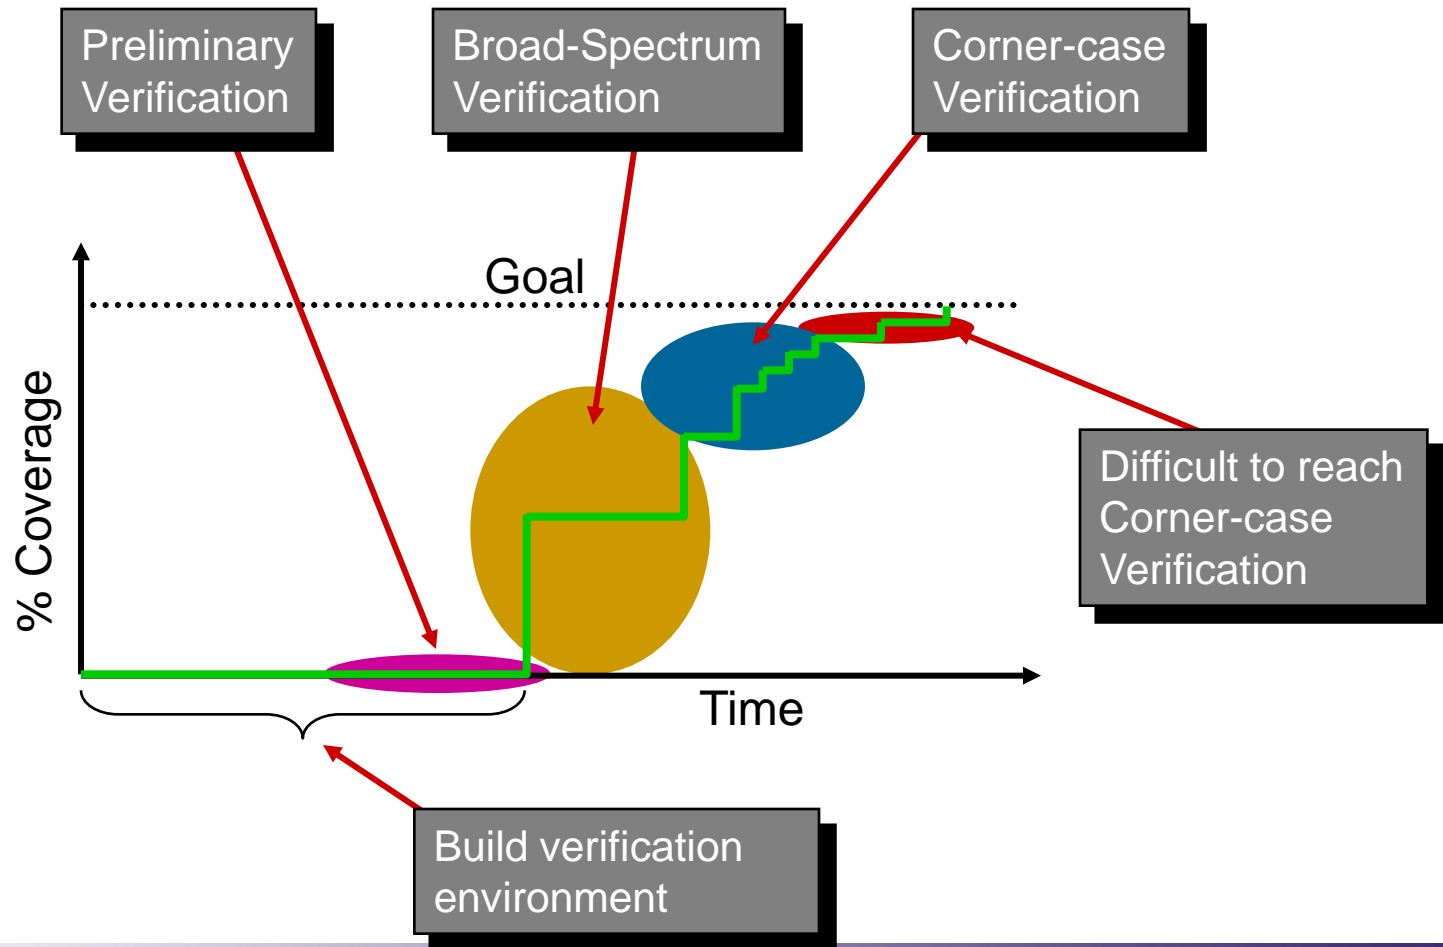 Preliminary
Verification
Broad-Spectrum
Verification
Corner-case
Verification
Goal
% Coverage
Difficult to reach
Corner-case
Verification
Time
Build verification
environment